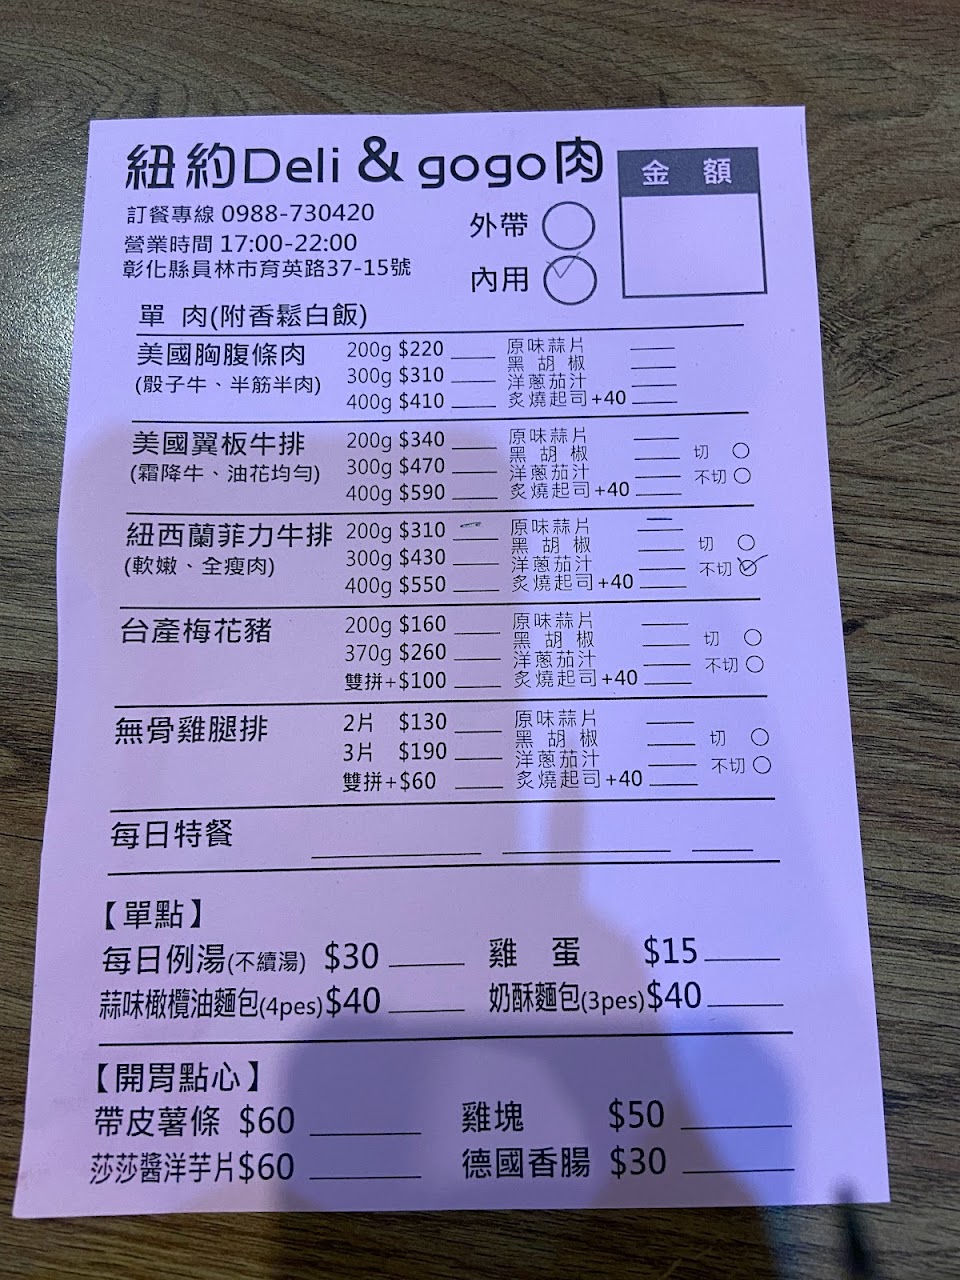 紐約Deli & gogo肉
金 額
訂餐專線 0988-730420
外帶
營業時間 17:00-22:00
彰化縣員林市育英路37-15號
內用
單 肉(附香鬆白飯)
美國胸腹條肉 200g $220 原味蒜片
(骰子牛、半筋半肉) 300g $310 黑胡椒
洋蔥茄汁
400g $410 炙燒起司+40
美國翼板牛排 200g $340 原味蒜片
黑胡椒 切
(霜降牛、油花均勻) 300g $470 洋蔥茄汁 不切
400g $590 炙燒起司+40
紐西蘭菲力牛排 200g $310 原味蒜片
黑胡椒 切
(軟嫩、全瘦肉) 300g $430 洋蔥茄汁 不切
400g $550 炙燒起司+40
台產梅花豬 200g $160 原味蒜片
黑胡椒 切
370g $260 洋蔥茄汁 不切
雙拼+$100 炙燒起司+40
無骨雞腿排 2片 $130 原味蒜片
黑胡椒 切
3片 $190 洋蔥茄汁 不切
雙拼+$60 炙燒起司+40
每日特餐
【單點】
每日例湯(不續湯) $30 雞 蛋 $15
蒜味橄欖油麵包(4pes)$40 奶酥麵包(3pes)$40
【開胃點心】
帶皮薯條 $60 雞塊 $50
莎莎醬洋芋片$60 德國香腸 $30